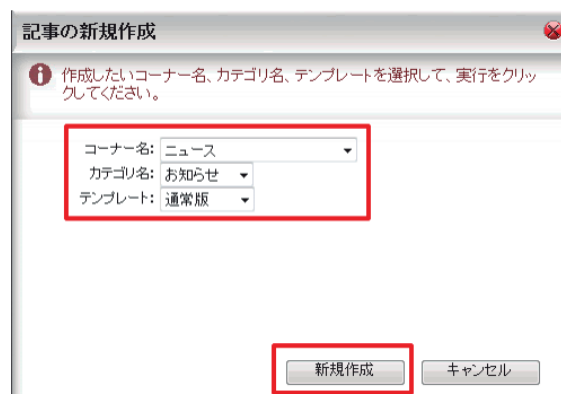 記事の新規作成
作成したいコーナー名、カテゴリ名、テンプレートを選択して、実行をクリッ
クしてください。
コーナー名: ニュース
カテゴリ名: お知らせ
テンプレート: 通常版
新規作成 キャンセル